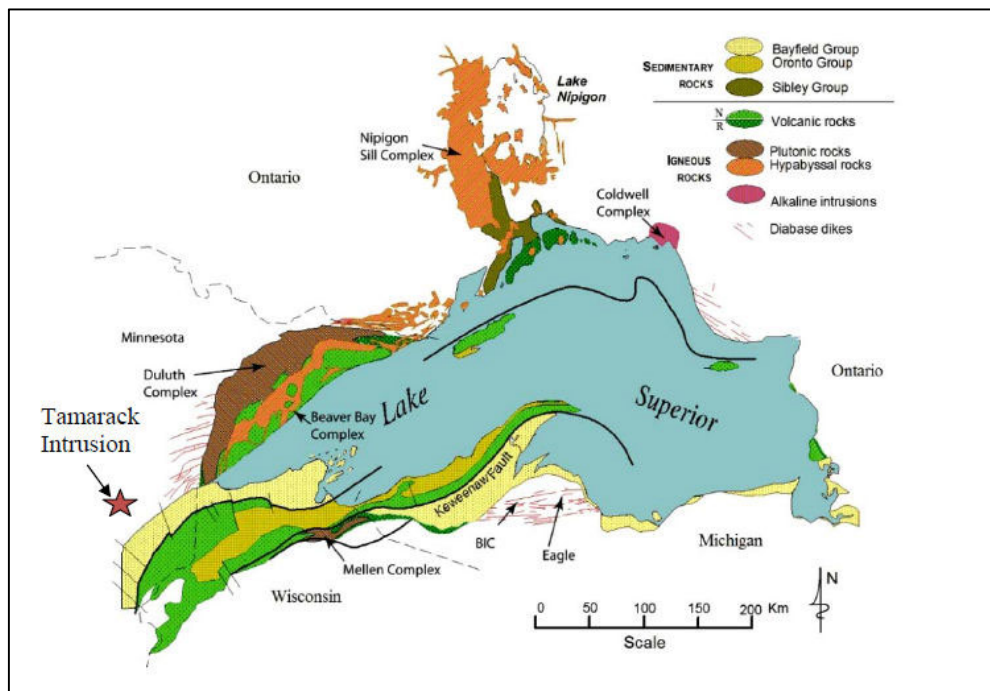 Bayfield Group
SEDIMENTARY
ROCKS
Oronto Group
Sibley Group
N
R
Volcanic rocks
IGNEOUS
ROCKS
Plutonic rocks
Hypabyssal rocks
Alkaline intrusions
Diabase dikes
Lake
Nipigon
Nipigon
Sill Complex
Ontario
Coldwell
Complex
Minnesota
Duluth
Complex
Ontario
Tamarack
Intrusion
Beaver Bay
Complex
Lake
Superior
Keweenaw Fault
BIC
Eagle
Michigan
Mellen Complex
Wisconsin
0 50 100 150 200 Km
Scale
N